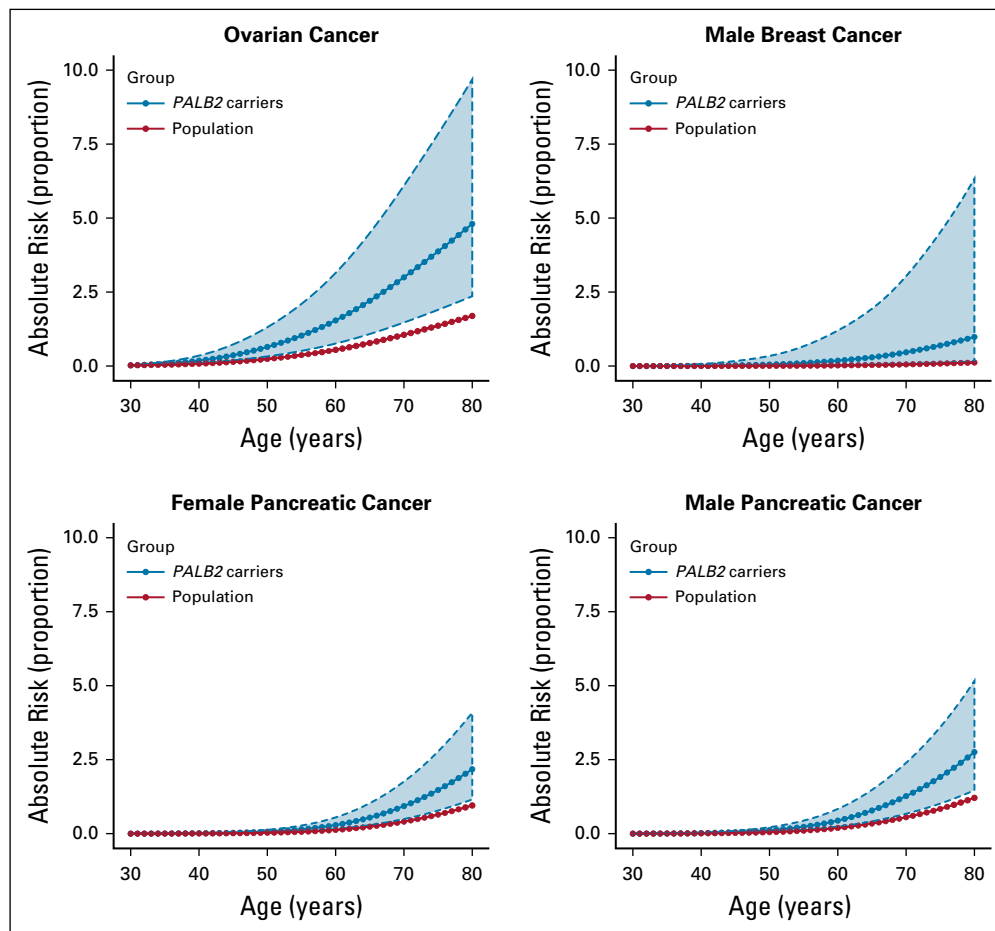 Ovarian Cancer
Absolute Risk (proportion)
10.0
7.5
5.0
2.5
0.0
Group
PALB2 carriers
Population
30 40 50 60 70 80
Age (years)
Male Breast Cancer
Absolute Risk (proportion)
10.0
7.5
5.0
2.5
0.0
Group
PALB2 carriers
Population
30 40 50 60 70 80
Age (years)
Female Pancreatic Cancer
Absolute Risk (proportion)
10.0
7.5
5.0
2.5
0.0
Group
PALB2 carriers
Population
30 40 50 60 70 80
Age (years)
Male Pancreatic Cancer
Absolute Risk (proportion)
10.0
7.5
5.0
2.5
0.0
Group
PALB2 carriers
Population
30 40 50 60 70 80
Age (years)